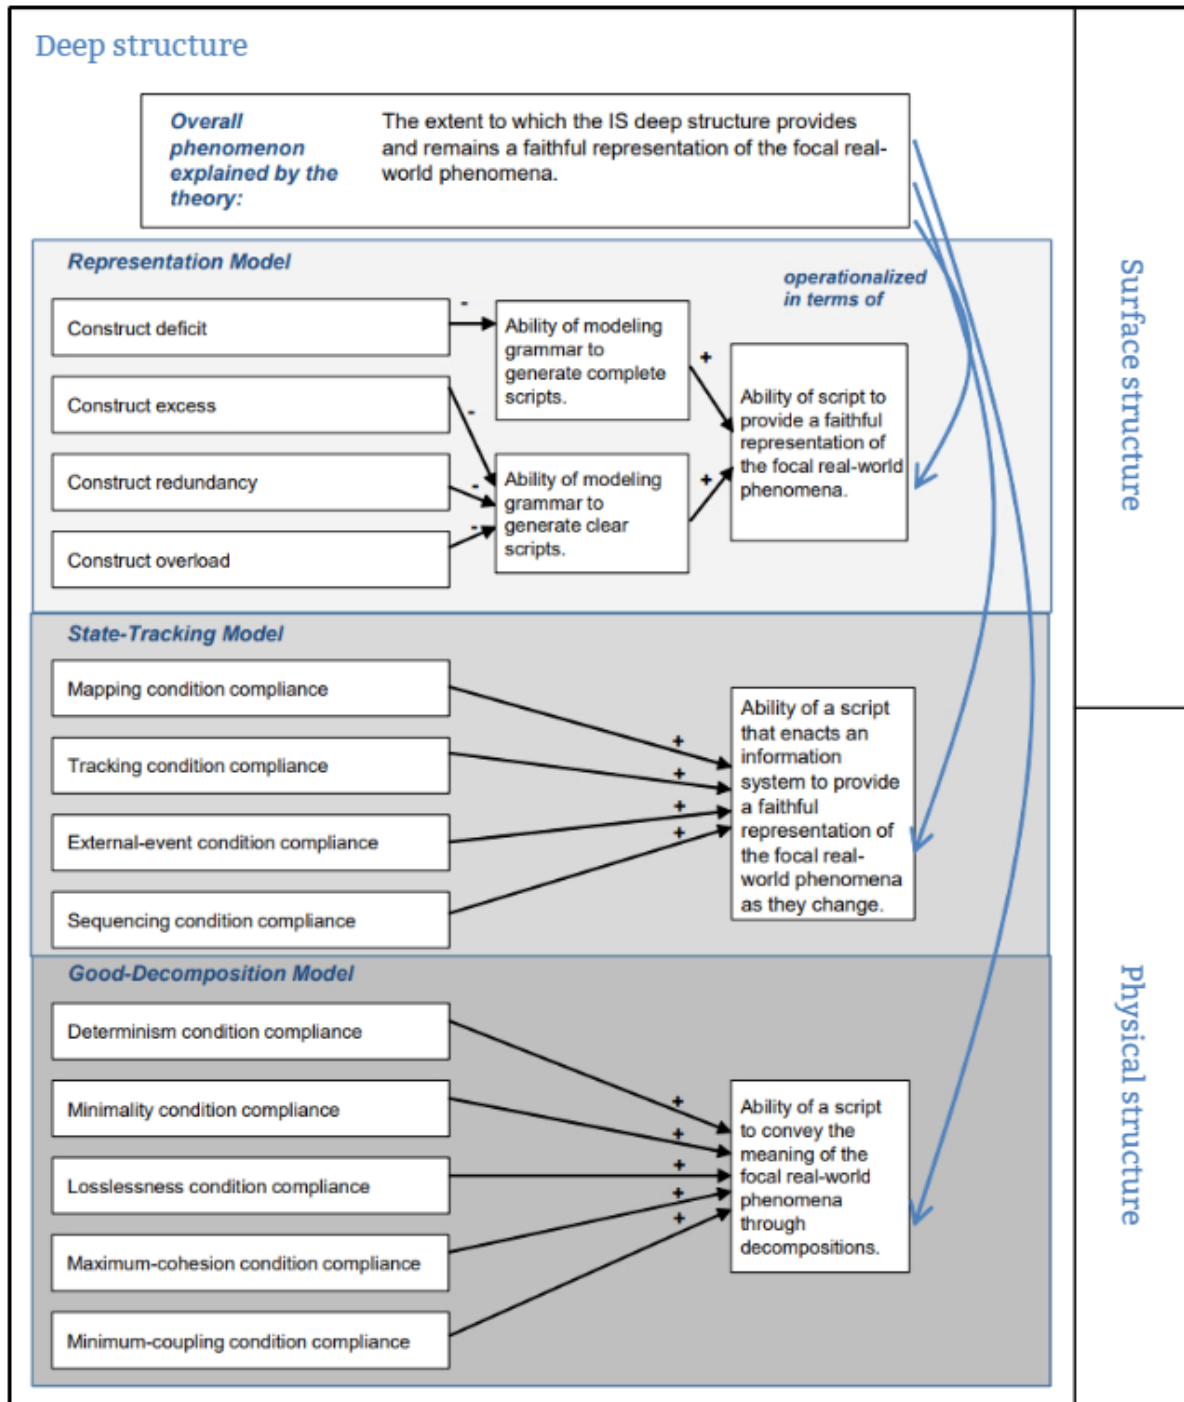 Deep structure
Overall
phenomenon
explained by the
theory:
The extent to which the IS deep structure provides
and remains a faithful representation of the focal real-
world phenomena.
Representation Model
operationalized
in terms of
Construct deficit
Construct excess
Construct redundancy
Construct overload
-
-
-
-
Ability of modeling
grammar to
generate complete
scripts.
Ability of modeling
grammar to
generate clear
scripts.
+
+
Ability of script to
provide a faithful
representation of
the focal real-world
phenomena.
State-Tracking Model
Mapping condition compliance
Tracking condition compliance
External-event condition compliance
Sequencing condition compliance
+
+
+
+
Ability of a script
that enacts an
information
system to provide
a faithful
representation of
the focal real-
world phenomena
as they change.
Good-Decomposition Model
Determinism condition compliance
Minimality condition compliance
Losslessness condition compliance
Maximum-cohesion condition compliance
Minimum-coupling condition compliance
+
+
+
+
+
Ability of a script
to convey the
meaning of the
focal real-world
phenomena
through
decompositions.
Surface structure
Physical structure